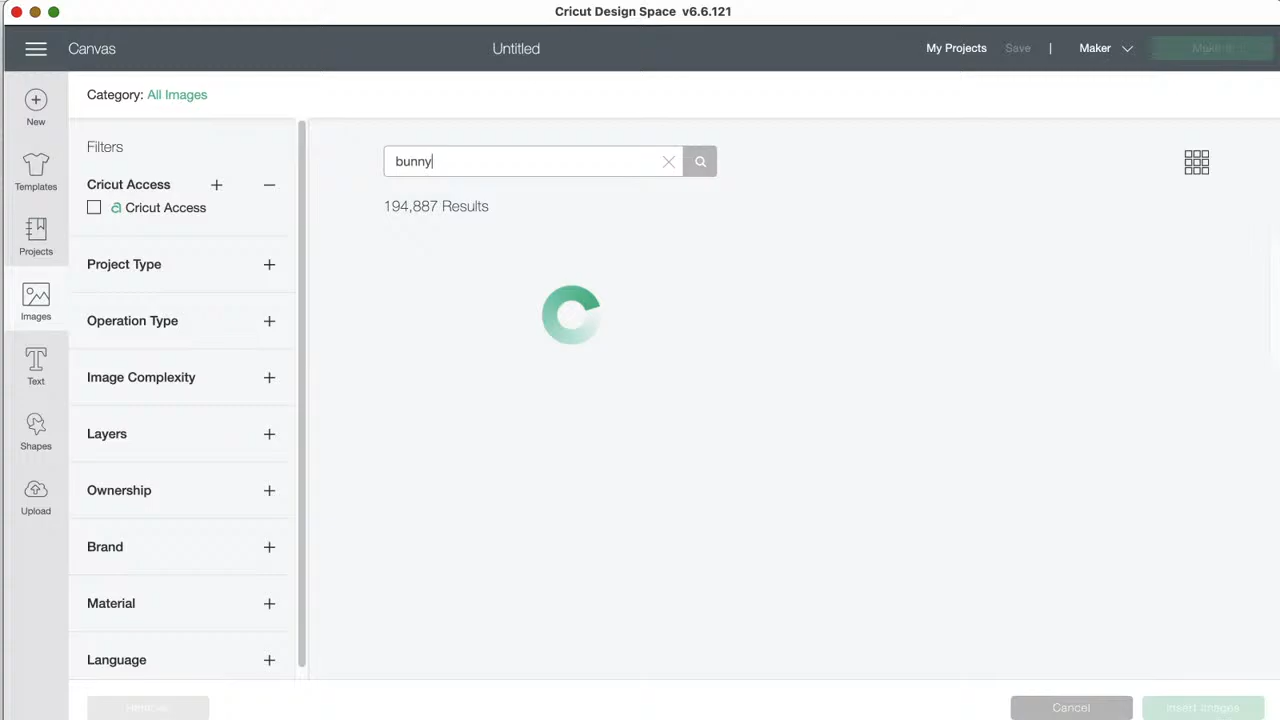 Cricut Design Space v6.6.121
Canvas
Untitled
My Projects
Save
|
Maker
New
Templates
Projects
Images
Text
Shapes
Upload
Category: All Images
Filters
Cricut Access
Cricut Access
Project Type
Operation Type
Image Complexity
Layers
Ownership
Brand
Material
Language
bunny
194,887 Results
Cancel
Insert Images